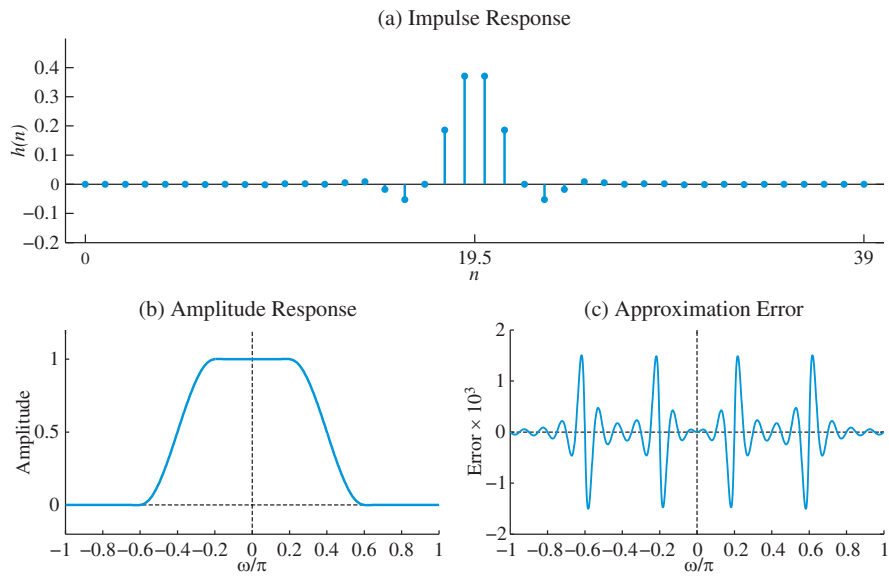 (a) Impulse Response
h(n)
0.4
0.3
0.2
0.1
0
−0.1
−0.2
0
19.5
39
n
(b) Amplitude Response
Amplitude
1
0.5
0
−1 −0.8 −0.6 −0.4 −0.2 0 0.2 0.4 0.6 0.8 1
ω/π
(c) Approximation Error
Error × 10³
2
1
0
−1
−2
−1 −0.8 −0.6 −0.4 −0.2 0 0.2 0.4 0.6 0.8 1
ω/π